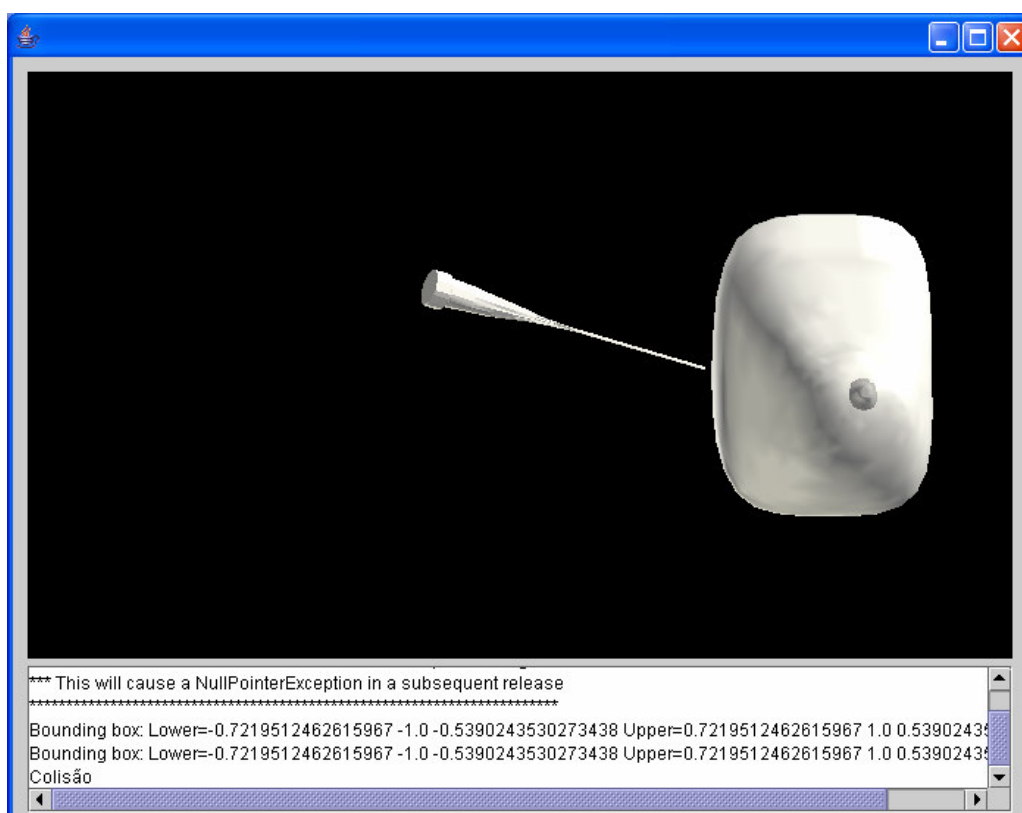 *** This will cause a NullPointerException in a subsequent release
************************************************************************
Bounding box: Lower=-0.7219512462615967 -1.0 -0.5390243530273438 Upper=0.7219512462615967 1.0 0.5390243
Bounding box: Lower=-0.7219512462615967 -1.0 -0.5390243530273438 Upper=0.7219512462615967 1.0 0.5390243
Colisão